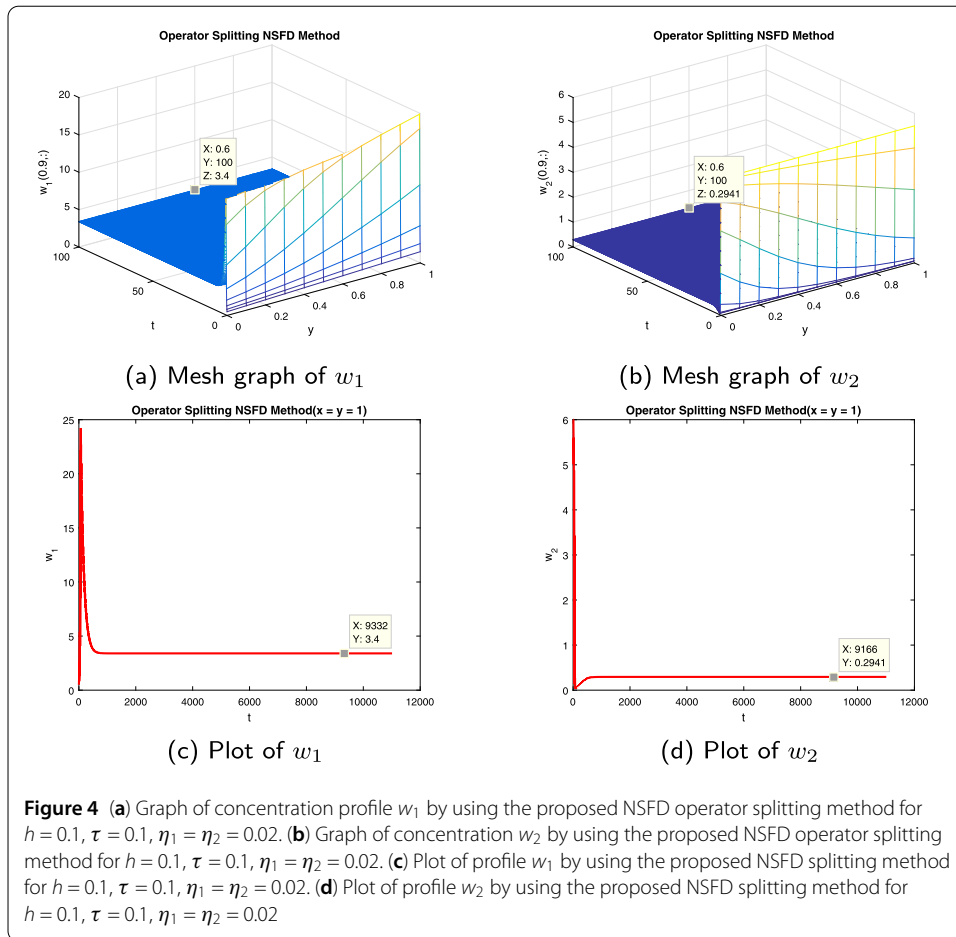 Operator Splitting NSFD Method
20
15
10
5
0
w1(0.9,:)
X: 0.6
Y: 100
Z: 3.4
100
50
0
t
0
0.2
0.4
0.6
0.8
1
y
(a) Mesh graph of w1
Operator Splitting NSFD Method
6
5
4
3
2
1
0
w2(0.9,:)
X: 0.6
Y: 100
Z: 0.2941
100
50
0
t
0
0.2
0.4
0.6
0.8
1
y
(b) Mesh graph of w2
Operator Splitting NSFD Method(x = y = 1)
25
20
15
10
5
0
w1
X: 9332
Y: 3.4
0 2000 4000 6000 8000 10000 12000
t
(c) Plot of w1
Operator Splitting NSFD Method(x = y = 1)
6
5
4
3
2
1
0
w2
X: 9166
Y: 0.2941
0 2000 4000 6000 8000 10000 12000
t
(d) Plot of w2
Figure 4 (a) Graph of concentration profile w1 by using the proposed NSFD operator splitting method for
h = 0.1, τ = 0.1, η1 = η2 = 0.02. (b) Graph of concentration w2 by using the proposed NSFD operator splitting
method for h = 0.1, τ = 0.1, η1 = η2 = 0.02. (c) Plot of profile w1 by using the proposed NSFD splitting method
for h = 0.1, τ = 0.1, η1 = η2 = 0.02. (d) Plot of profile w2 by using the proposed NSFD splitting method for
h = 0.1, τ = 0.1, η1 = η2 = 0.02